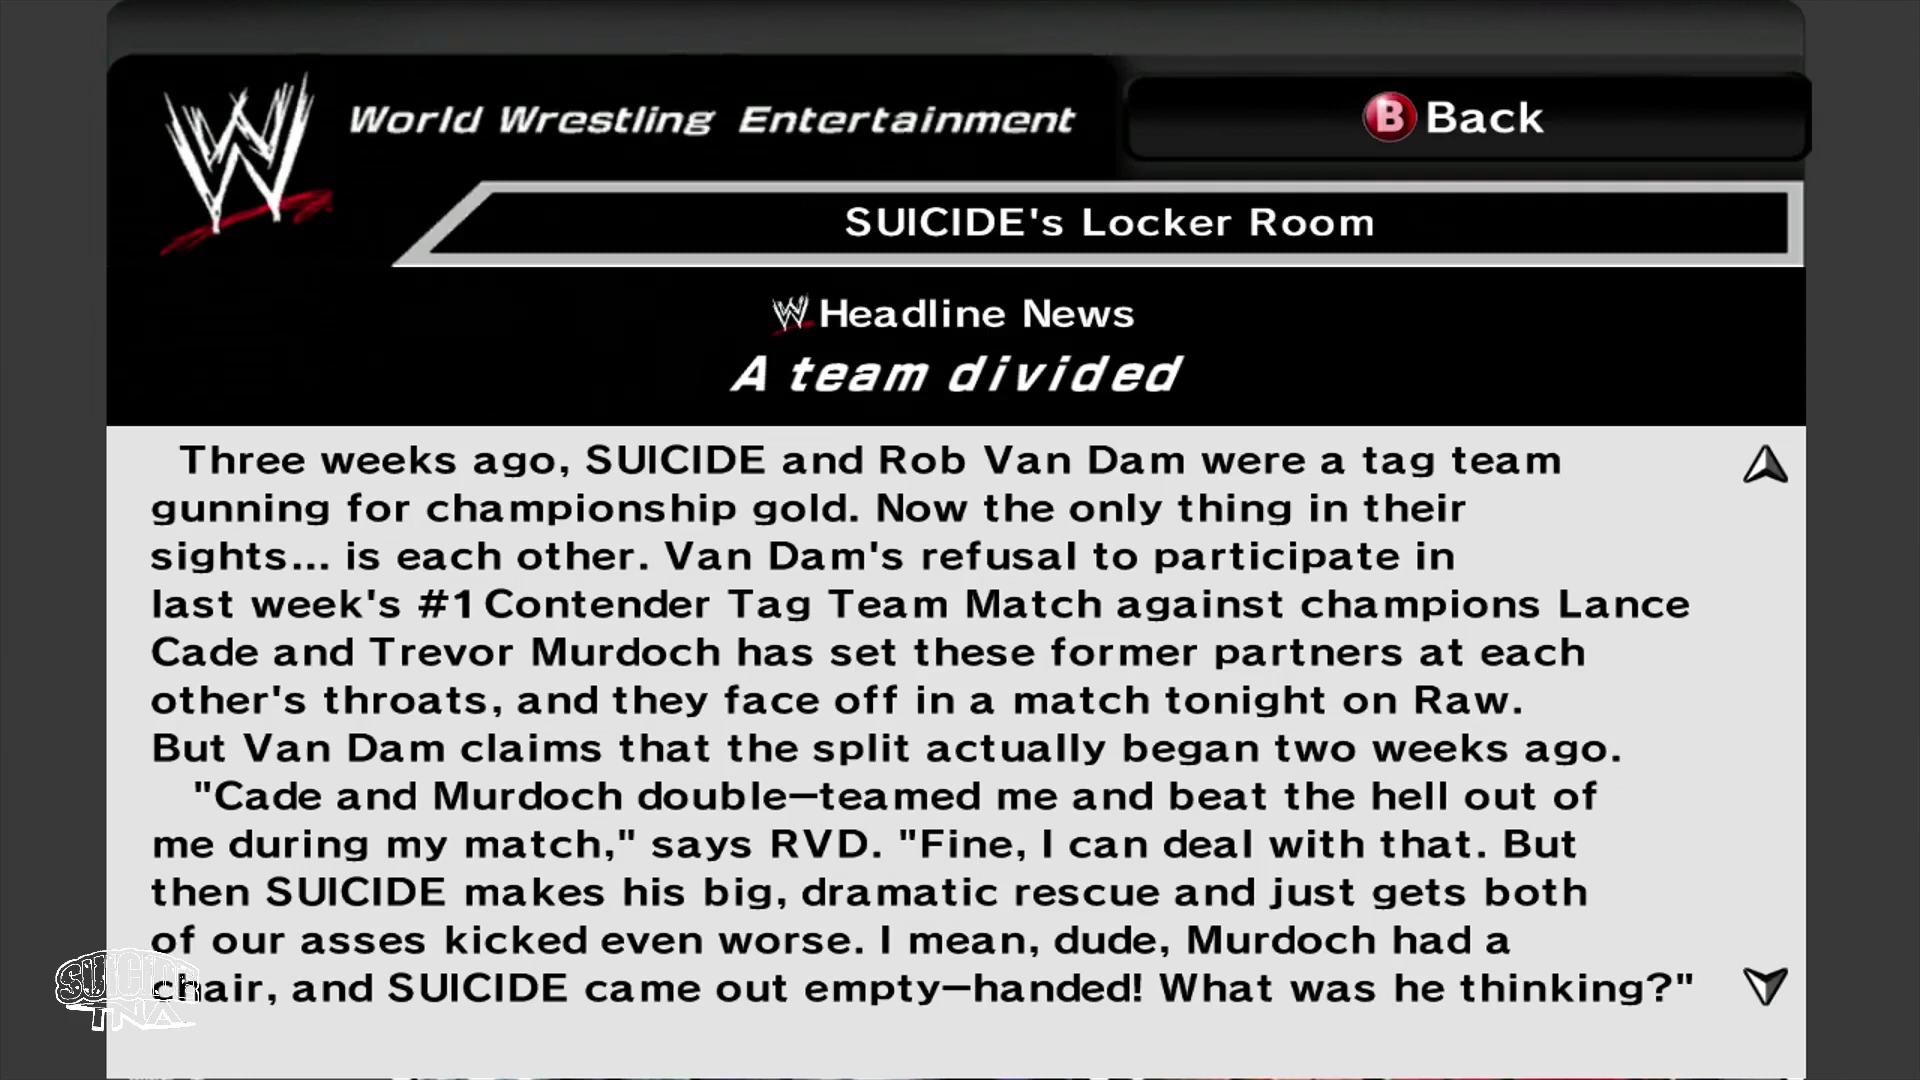 World Wrestling Entertainment
B Back
SUICIDE's Locker Room
Headline News
A team divided
Three weeks ago, SUICIDE and Rob Van Dam were a tag team
gunning for championship gold. Now the only thing in their
sights... is each other. Van Dam's refusal to participate in
last week's #1 Contender Tag Team Match against champions Lance
Cade and Trevor Murdoch has set these former partners at each
other's throats, and they face off in a match tonight on Raw.
But Van Dam claims that the split actually began two weeks ago.
"Cade and Murdoch double—teamed me and beat the hell out of
me during my match," says RVD. "Fine, I can deal with that. But
then SUICIDE makes his big, dramatic rescue and just gets both
of our asses kicked even worse. I mean, dude, Murdoch had a
chair, and SUICIDE came out empty—handed! What was he thinking?"
SUICIDE
TNA